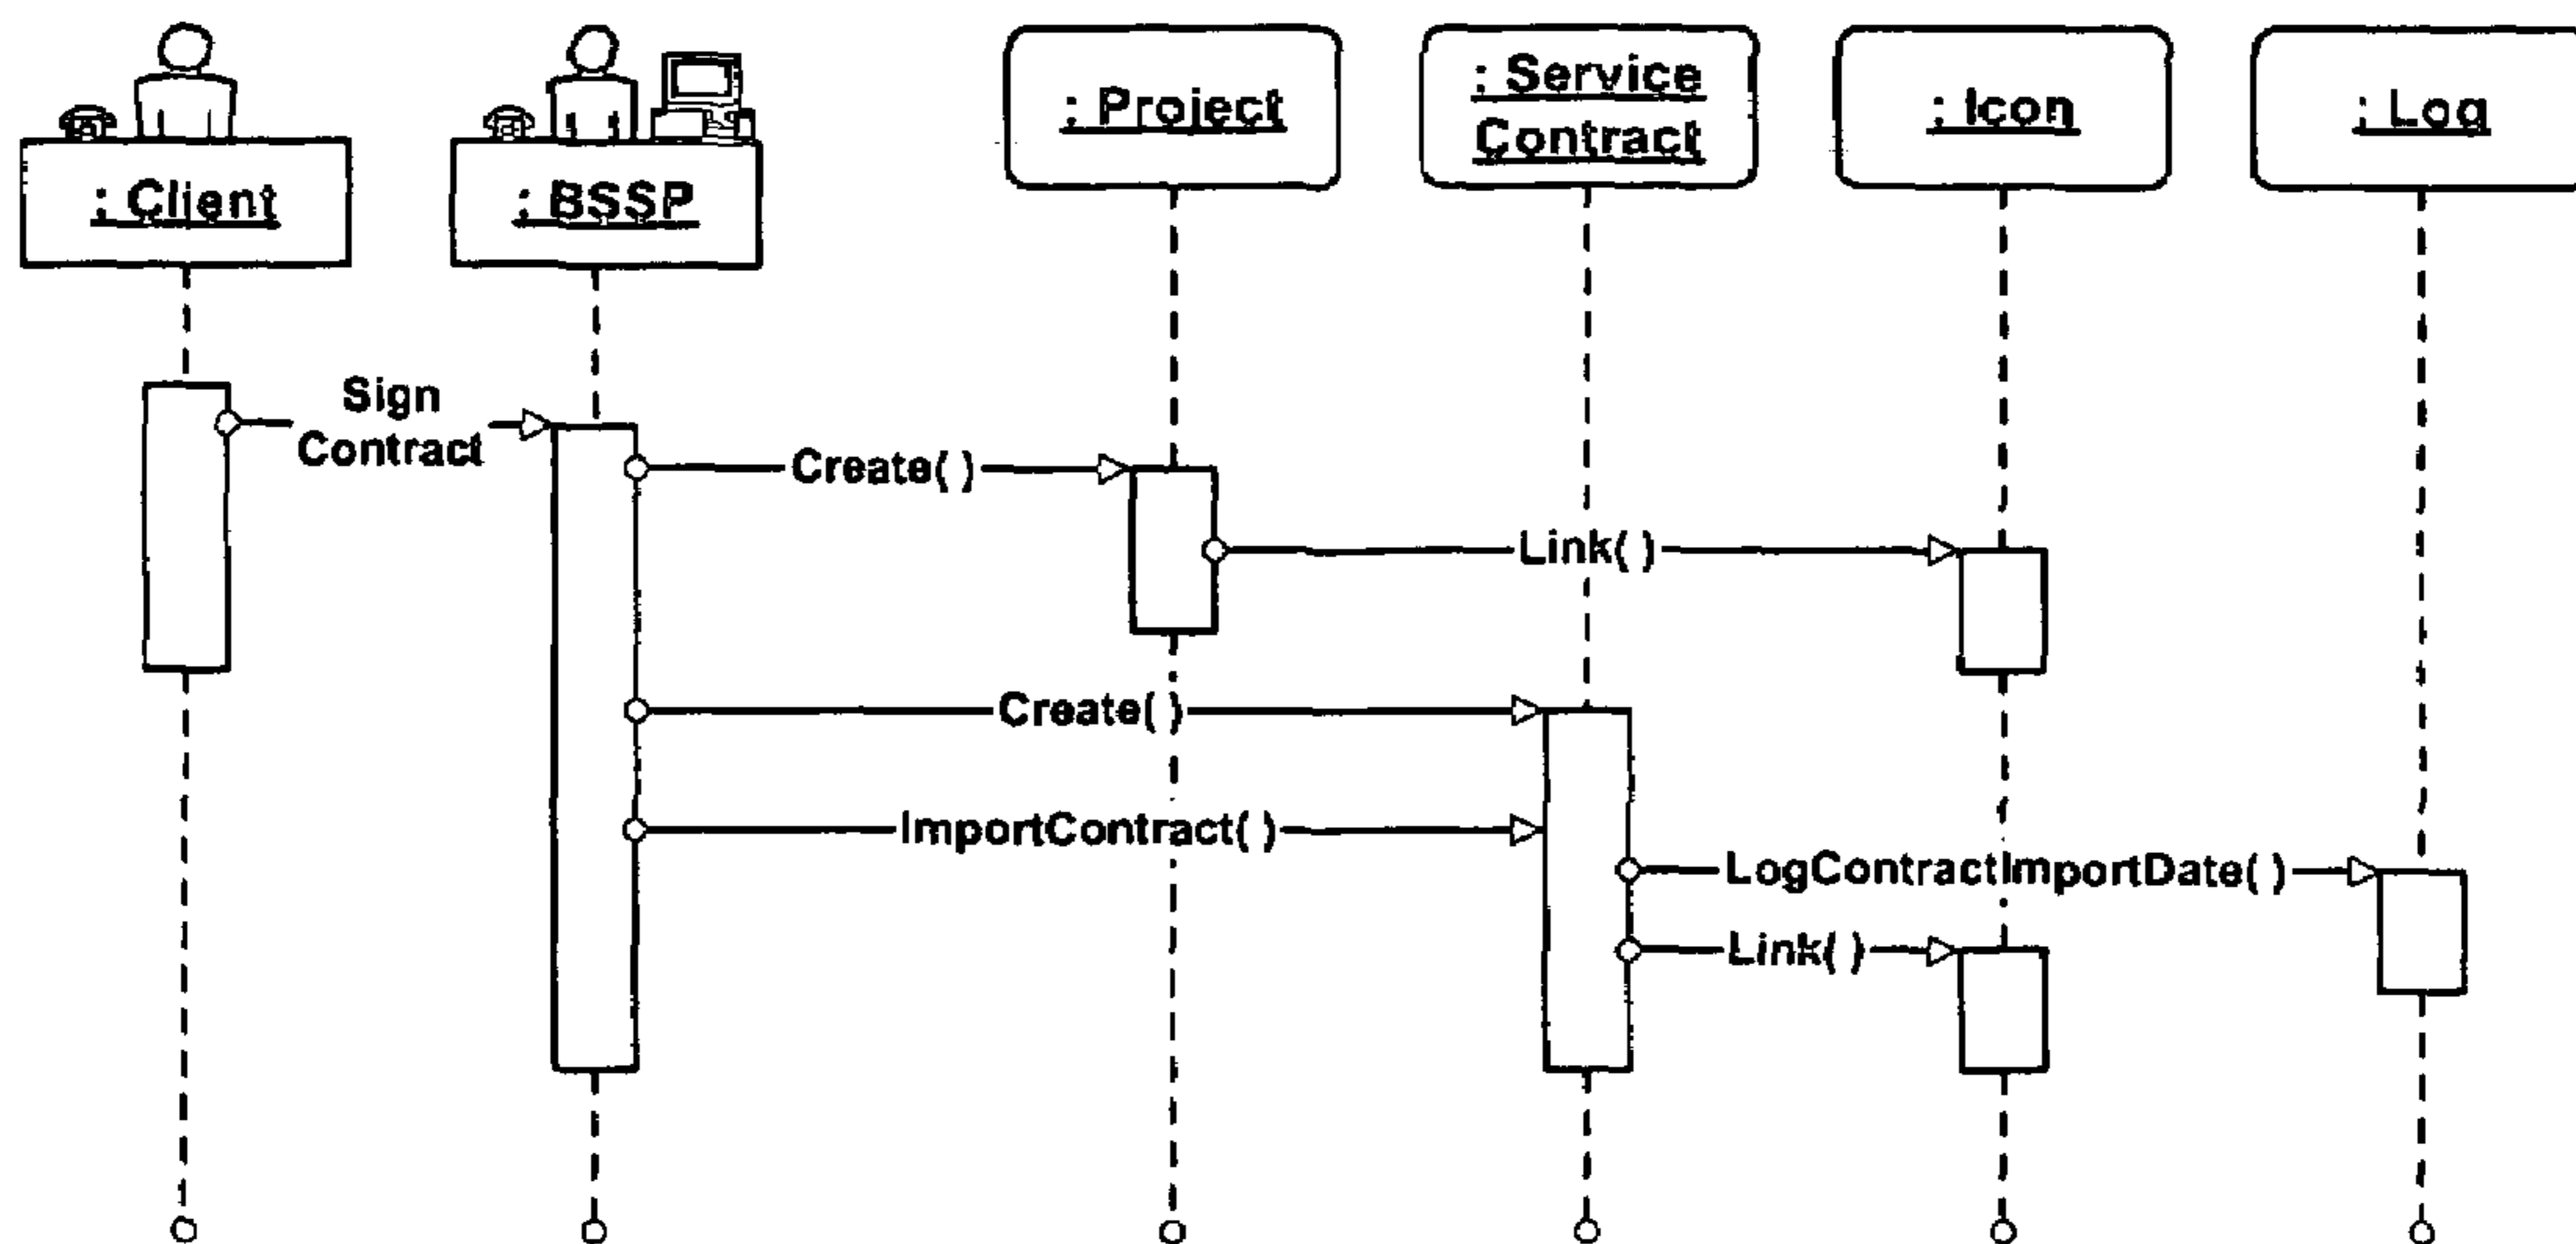 : Project
: Service
Contract
: Icon
: Log
: Client
: BSSP
Sign
Contract
Create( )
Link( )
Create( )
ImportContract( )
LogContractImportDate( )
Link( )